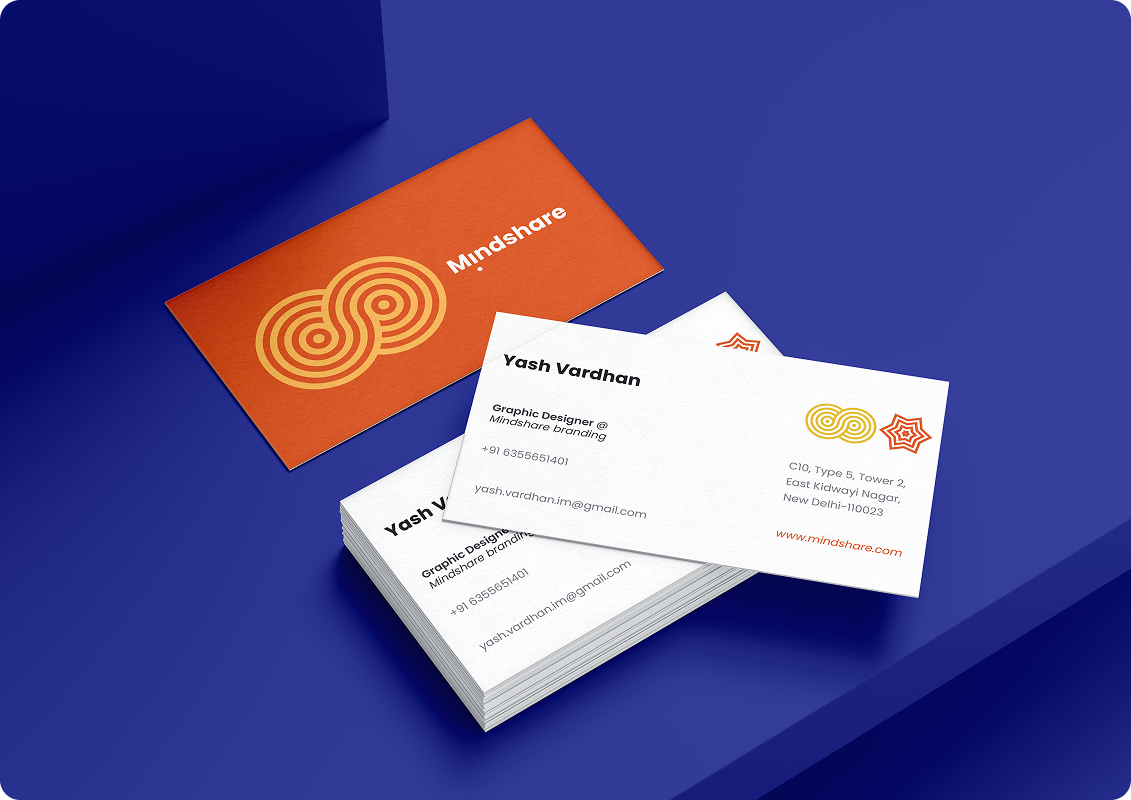 Mindshare
Yash Vardhan
Graphic Designer @
Mindshare branding
+91 6355651401
yash.vardhan.im@gmail.com
C10, Type 5, Tower 2,
East Kidwayi Nagar,
New Delhi-110023
www.mindshare.com
Yash V
Graphic Designe
Mindshare branding
+91 6355651401
yash.vardhan.im@gmail.com